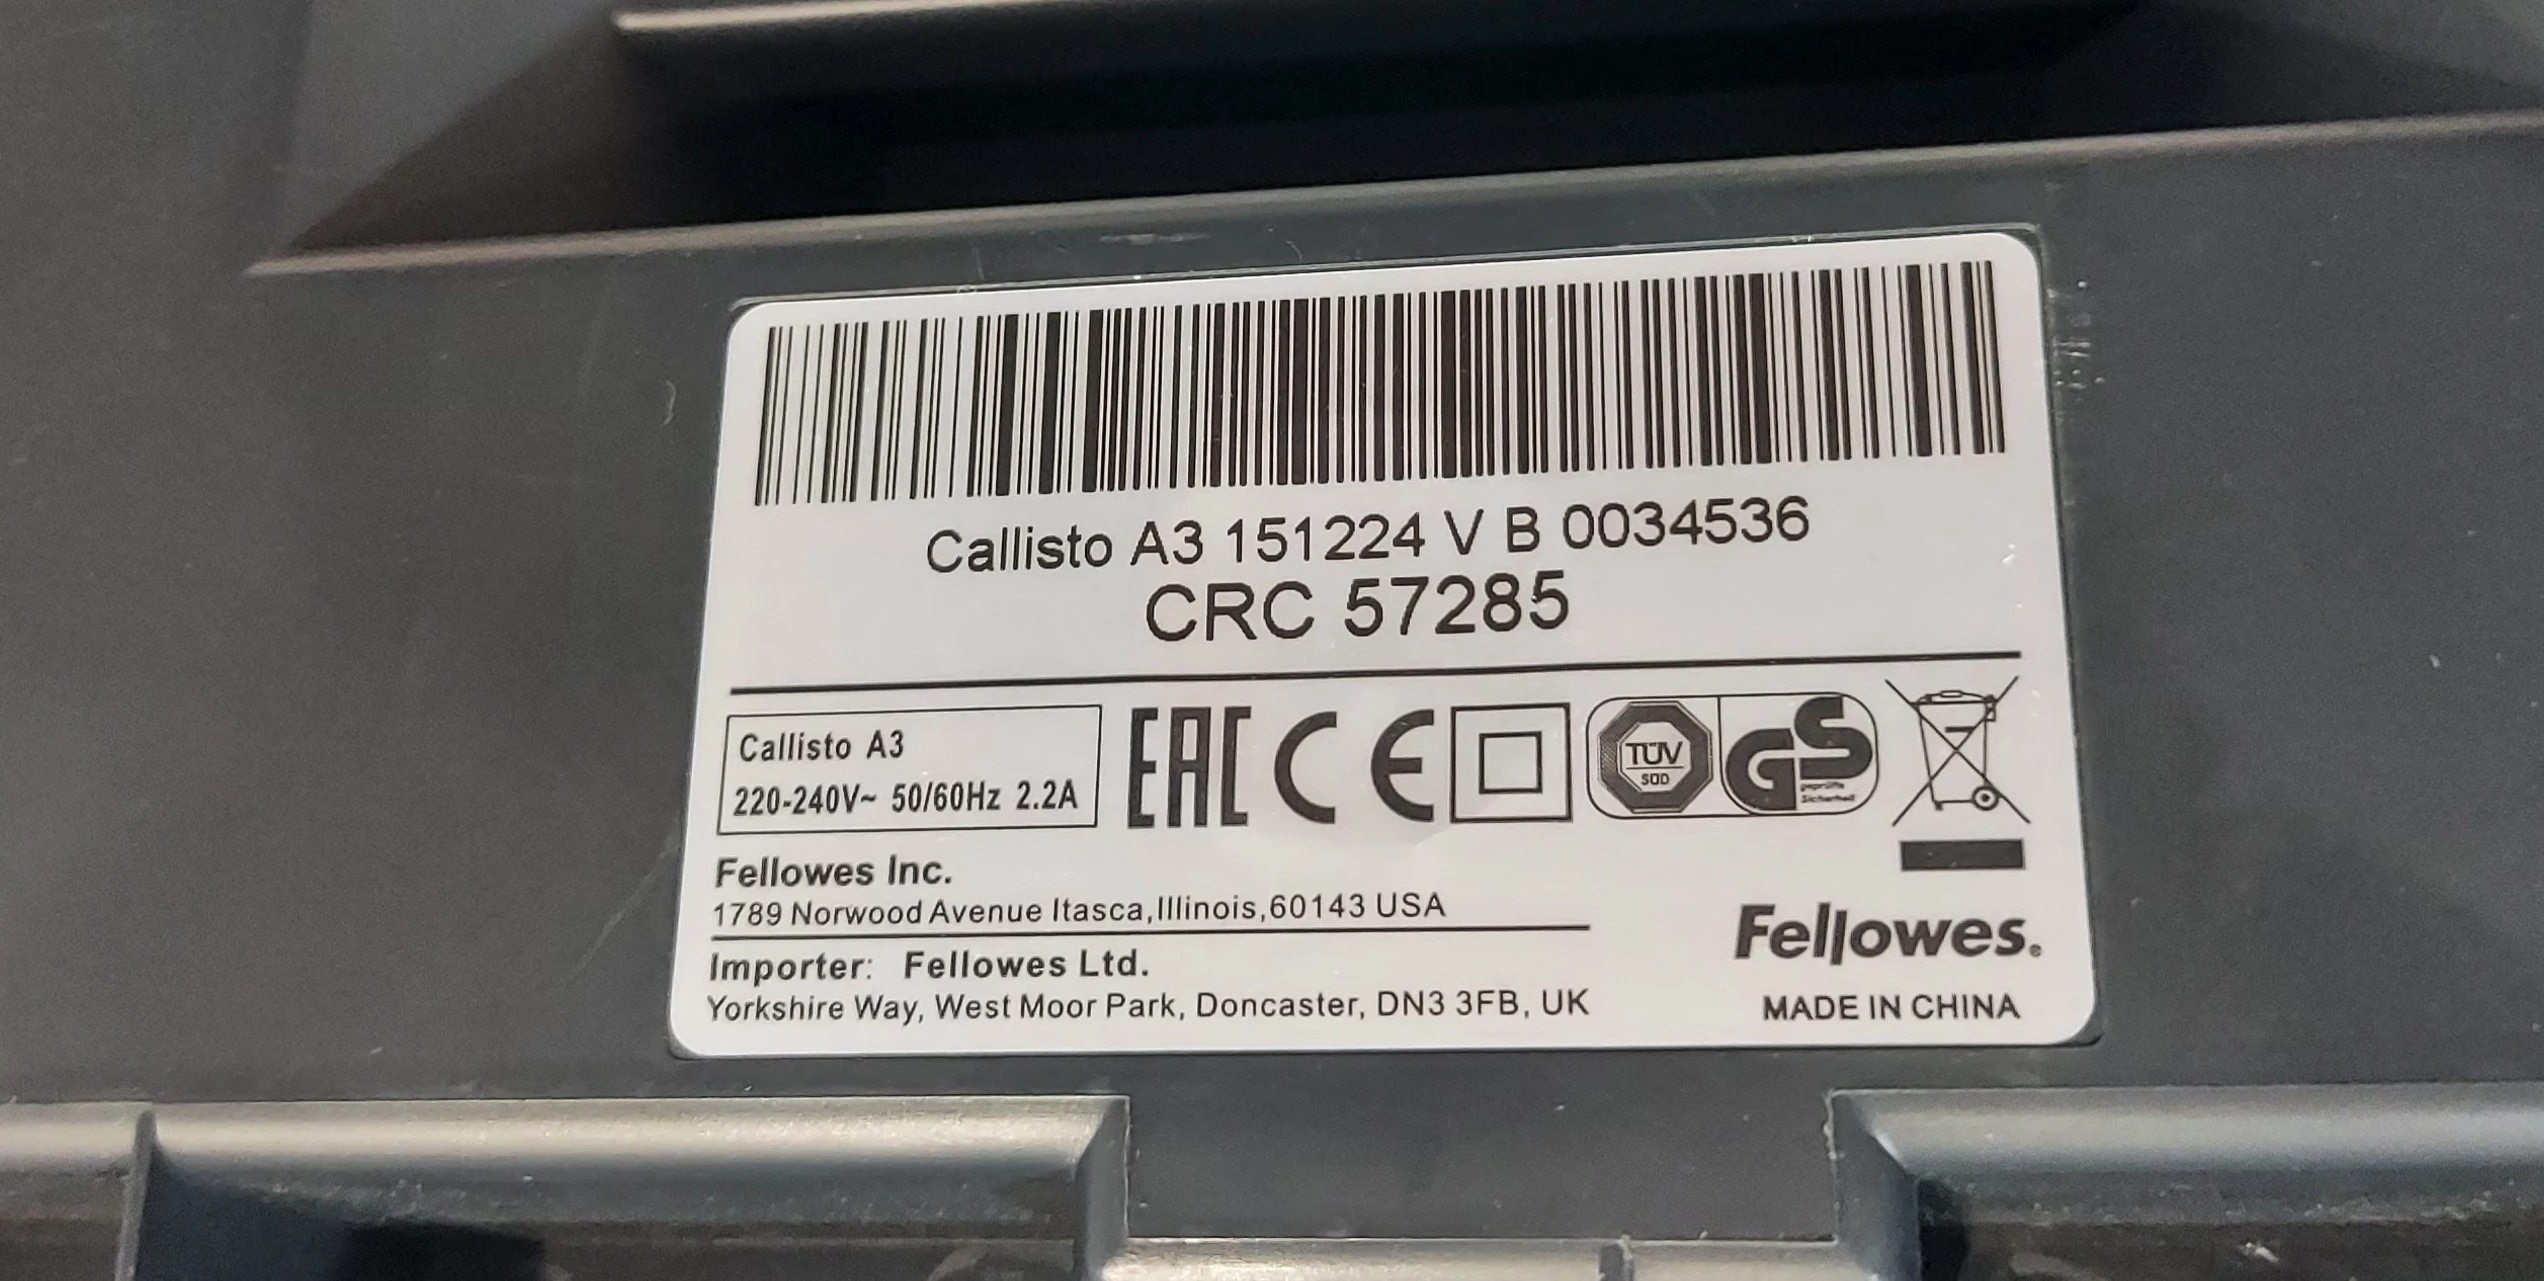 Callisto A3 151224 V B 0034536
CRC 57285
Callisto A3
220-240V~ 50/60Hz 2.2A
EAC CE TÜV SÜD GS geprüfte Sicherheit
Fellowes Inc.
1789 Norwood Avenue Itasca,Illinois,60143 USA
Importer: Fellowes Ltd.
Yorkshire Way, West Moor Park, Doncaster, DN3 3FB, UK
Fellowes®
MADE IN CHINA